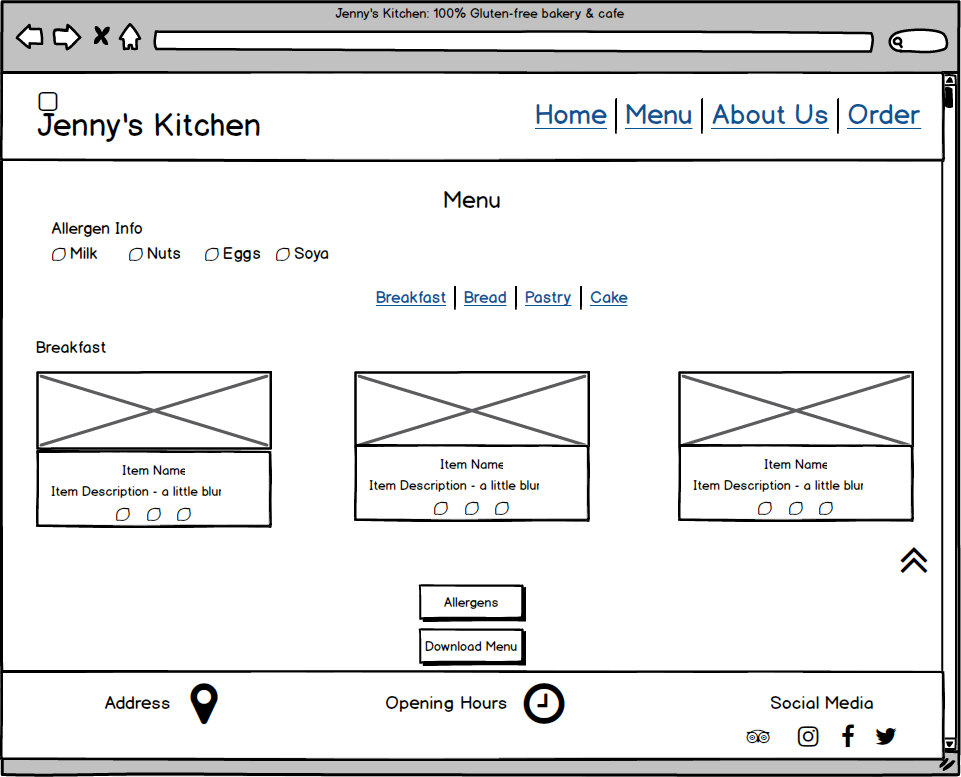 Jenny's Kitchen: 100% Gluten-free bakery & cafe
Jenny's Kitchen
Home Menu About Us Order
Menu
Allergen Info
Milk Nuts Eggs Soya
Breakfast Bread Pastry Cake
Breakfast
Item Name Item Name Item Name
Item Description - a little blur Item Description - a little blur Item Description - a little blur
Allergens
Download Menu
Address Opening Hours Social Media